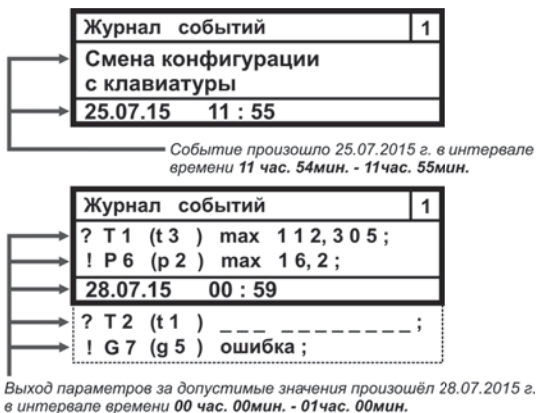 Журнал событий 1
Смена конфигурации
с клавиатуры
25.07.15 11 : 55
Событие произошло 25.07.2015 г. в интервале
времени 11 час. 54мин. - 11час. 55мин.
Журнал событий 1
? T 1 (t 3 ) max 1 1 2, 3 0 5 ;
! P 6 (p 2 ) max 1 6, 2 ;
28.07.15 00 : 59
? T 2 (t 1 ) _ _ _ _ _ _ _ _ _ _ _ ;
! G 7 (g 5 ) ошибка ;
Выход параметров за допустимые значения произошёл 28.07.2015 г.
в интервале времени 00 час. 00мин. - 01час. 00мин.